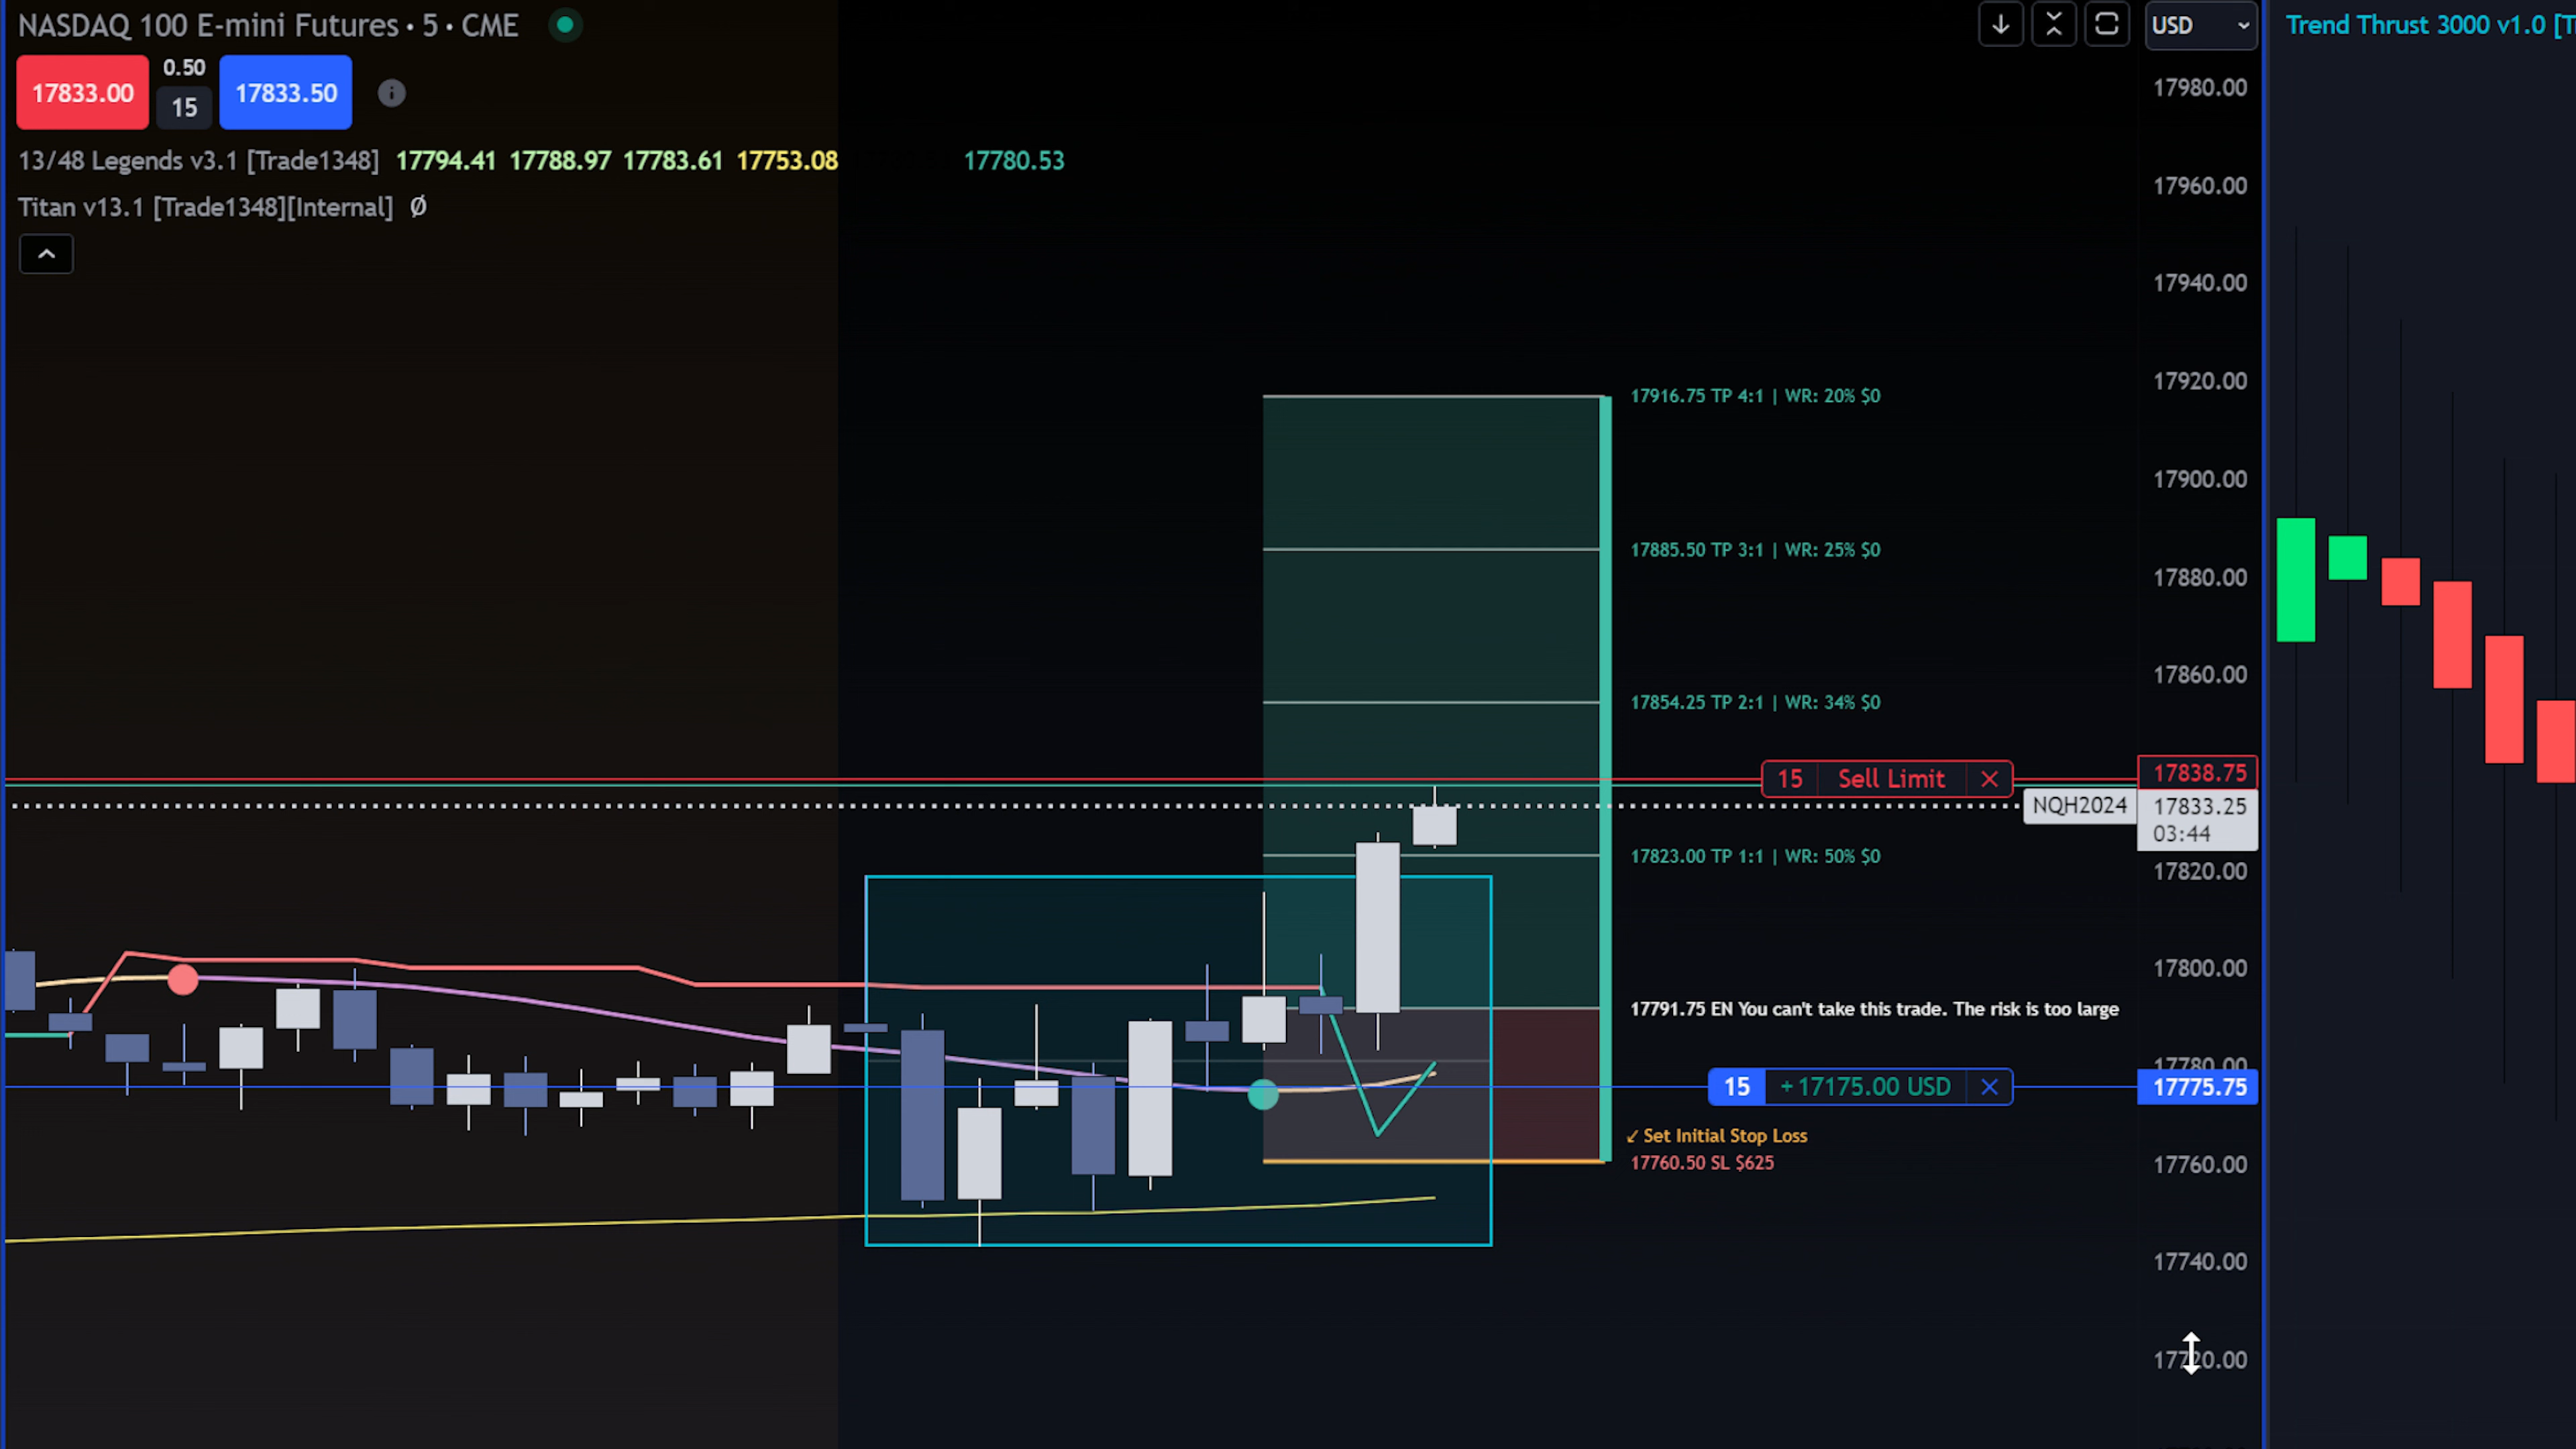 NASDAQ 100 E-mini Futures · 5 · CME
USD
Trend Thrust 3000 v1.0 [T
17833.00
0.50
15
17833.50
13/48 Legends v3.1 [Trade1348] 17794.41 17788.97 17783.61 17753.08 17780.53
Titan v13.1 [Trade1348][Internal] Ø
17980.00
17960.00
17940.00
17920.00
17916.75 TP 4:1 | WR: 20% $0
17900.00
17885.50 TP 3:1 | WR: 25% $0
17880.00
17860.00
17854.25 TP 2:1 | WR: 34% $0
15 Sell Limit
17838.75
NQH2024
17833.25
03:44
17823.00 TP 1:1 | WR: 50% $0
17820.00
17800.00
17791.75 EN You can't take this trade. The risk is too large
17780.00
15 +17175.00 USD
17775.75
Set Initial Stop Loss
17760.50 SL $625
17760.00
17740.00
17720.00